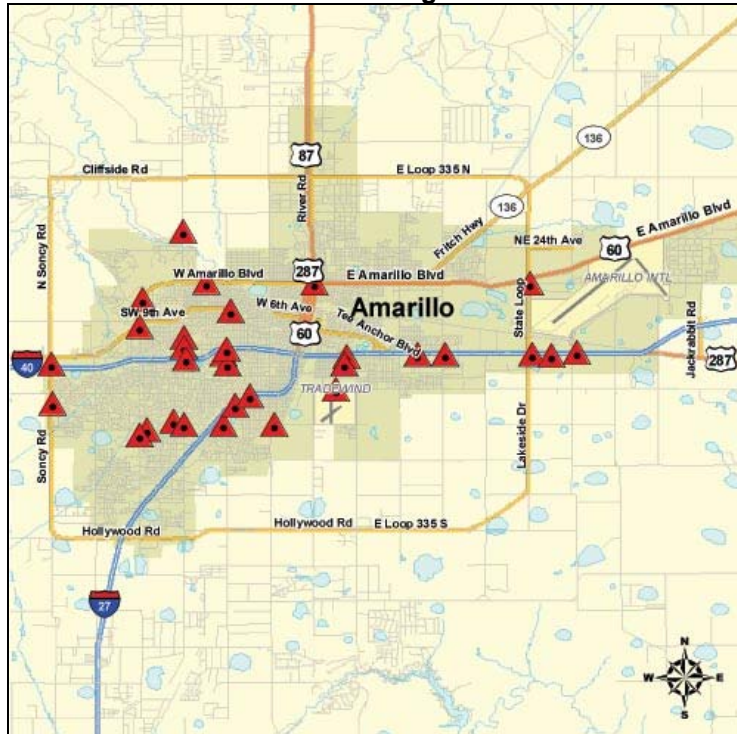 87
136
Cliffside Rd
E Loop 335 N
River Rd
136
Fritch Hwy
N Soncy Rd
NE 24th Ave
60
E Amarillo Blvd
W Amarillo Blvd
287
E Amarillo Blvd
AMARILLO INTL
SW 9th Ave
W 6th Ave
Amarillo
State Loop
60
Tee Anchor Blvd
Jackrabbit Rd
40
287
TRADEWIND
Soncy Rd
Lakeside Dr
Hollywood Rd
Hollywood Rd
E Loop 335 S
27
N
W
E
S